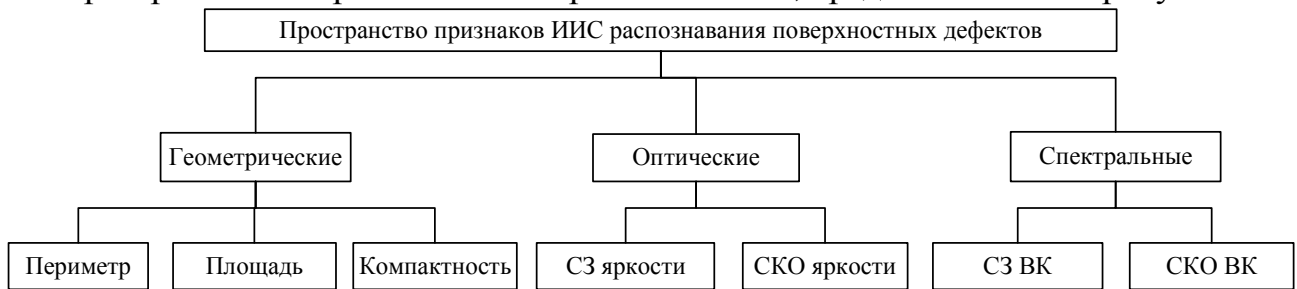 Пространство признаков ИИС распознавания поверхностных дефектов
Геометрические Оптические Спектральные
Периметр Площадь Компактность СЗ яркости СКО яркости СЗ ВК СКО ВК